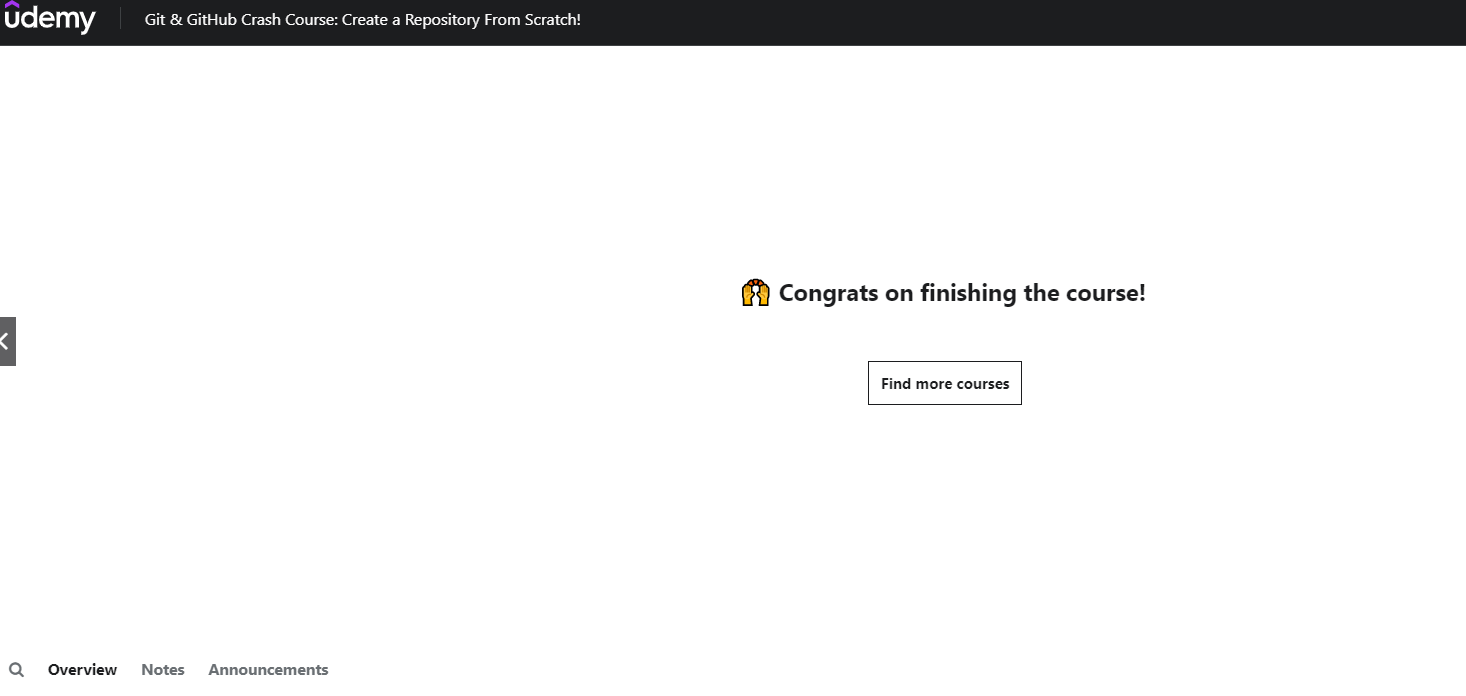 udemy
Git & GitHub Crash Course: Create a Repository From Scratch!
Congrats on finishing the course!
Find more courses
Overview
Notes
Announcements